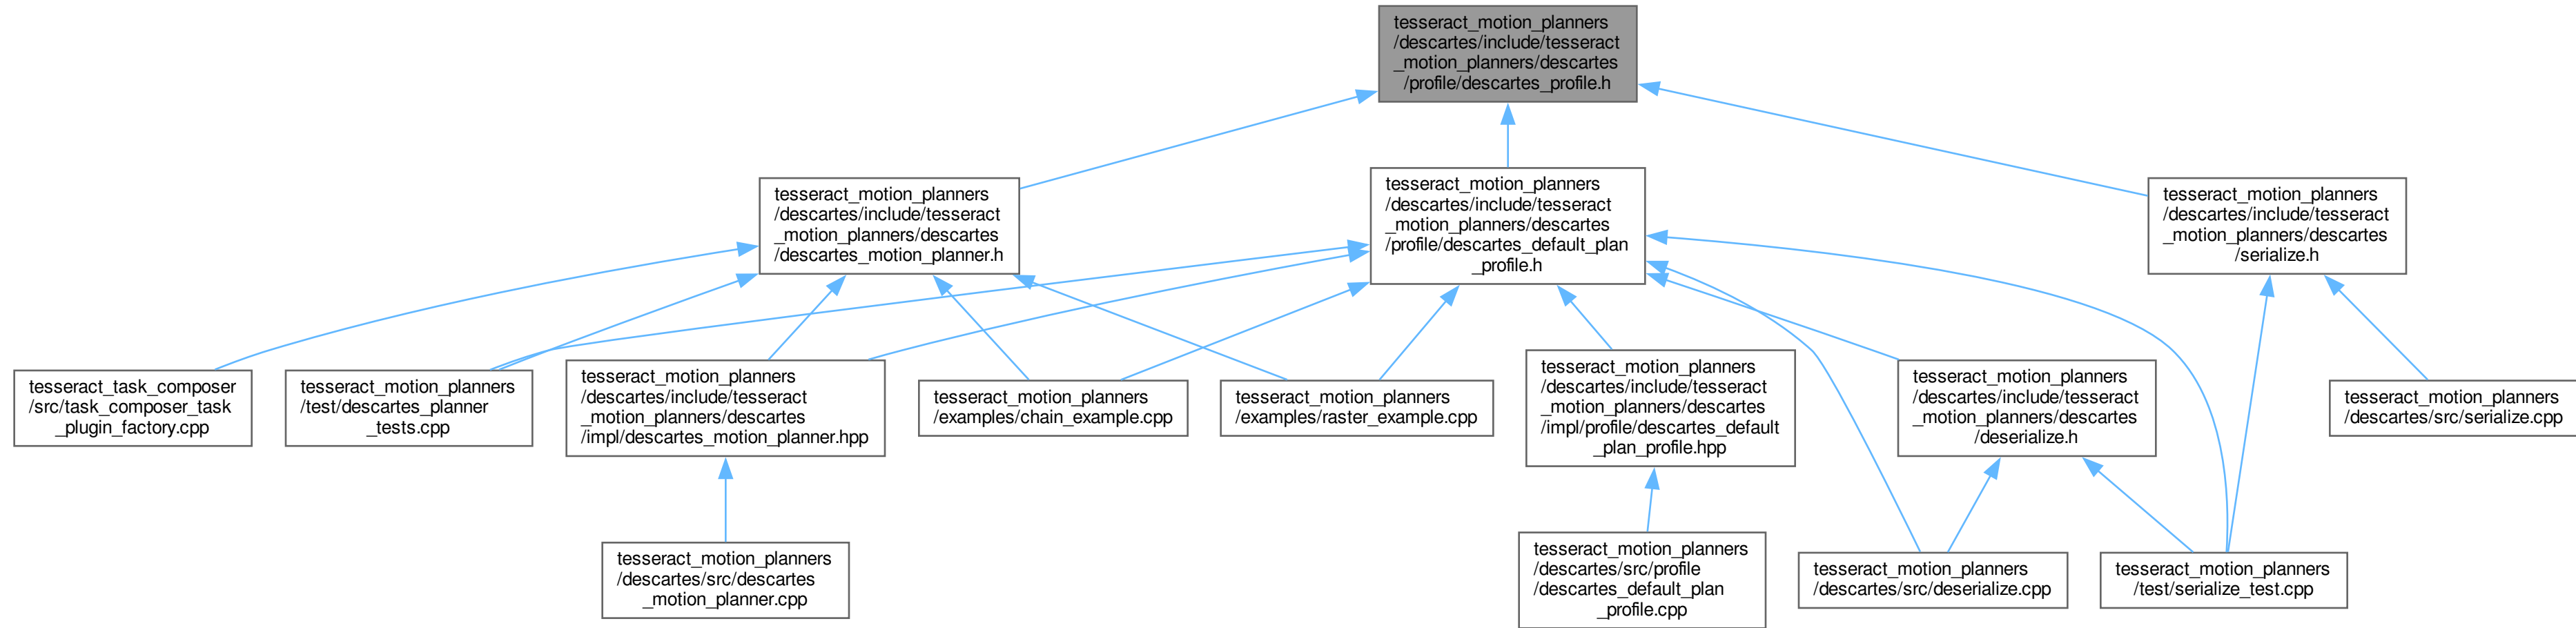 tesseract_motion_planners
/descartes/include/tesseract
_motion_planners/descartes
/profile/descartes_profile.h
tesseract_motion_planners
/descartes/include/tesseract
_motion_planners/descartes
/descartes_motion_planner.h
tesseract_motion_planners
/descartes/include/tesseract
_motion_planners/descartes
/profile/descartes_default_plan
_profile.h
tesseract_motion_planners
/descartes/include/tesseract
_motion_planners/descartes
/serialize.h
tesseract_task_composer
/src/task_composer_task
_plugin_factory.cpp
tesseract_motion_planners
/test/descartes_planner
_tests.cpp
tesseract_motion_planners
/descartes/include/tesseract
_motion_planners/descartes
/impl/descartes_motion_planner.hpp
tesseract_motion_planners
/examples/chain_example.cpp
tesseract_motion_planners
/examples/raster_example.cpp
tesseract_motion_planners
/descartes/include/tesseract
_motion_planners/descartes
/impl/profile/descartes_default
_plan_profile.hpp
tesseract_motion_planners
/descartes/include/tesseract
_motion_planners/descartes
/deserialize.h
tesseract_motion_planners
/descartes/src/serialize.cpp
tesseract_motion_planners
/descartes/src/descartes
_motion_planner.cpp
tesseract_motion_planners
/descartes/src/profile
/descartes_default_plan
_profile.cpp
tesseract_motion_planners
/descartes/src/deserialize.cpp
tesseract_motion_planners
/test/serialize_test.cpp